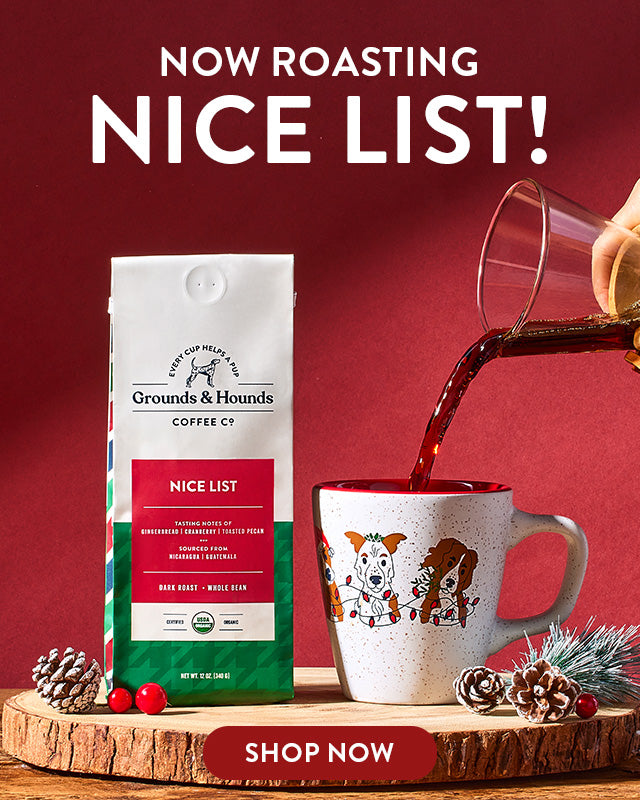 NOW ROASTING
NICE LIST!
EVERY CUP HELPS A PUP
Grounds & Hounds
COFFEE CO
NICE LIST
TASTING NOTES OF
GINGERBREAD | CRANBERRY | TOASTED PECAN
SOURCED FROM
NICARAGUA | GUATEMALA
DARK ROAST • WHOLE BEAN
CERTIFIED USDA ORGANIC ORGANIC
NET WT. 12 OZ. (340 G)
SHOP NOW